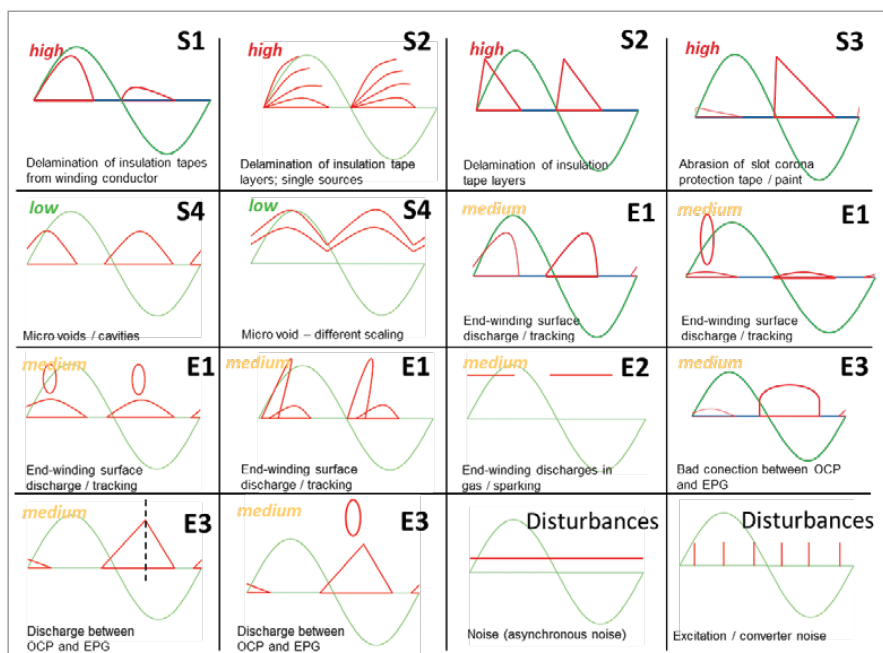 high S1
Delamination of insulation tapes
from winding conductor
high S2
Delamination of insulation tape
layers; single sources
high S2
Delamination of insulation
tape layers
high S3
Abrasion of slot corona
protection tape / paint
low S4
Micro voids / cavities
low S4
Micro void – different scaling
medium E1
End-winding surface
discharge / tracking
medium E1
End-winding surface
discharge / tracking
medium E1
End-winding surface
discharge / tracking
medium E1
End-winding surface
discharge / tracking
medium E2
End-winding discharges in
gas / sparking
medium E3
Bad conection between OCP
and EPG
medium E3
Discharge between
OCP and EPG
medium E3
Discharge between
OCP and EPG
Disturbances
Noise (asynchronous noise)
Disturbances
Excitation / converter noise